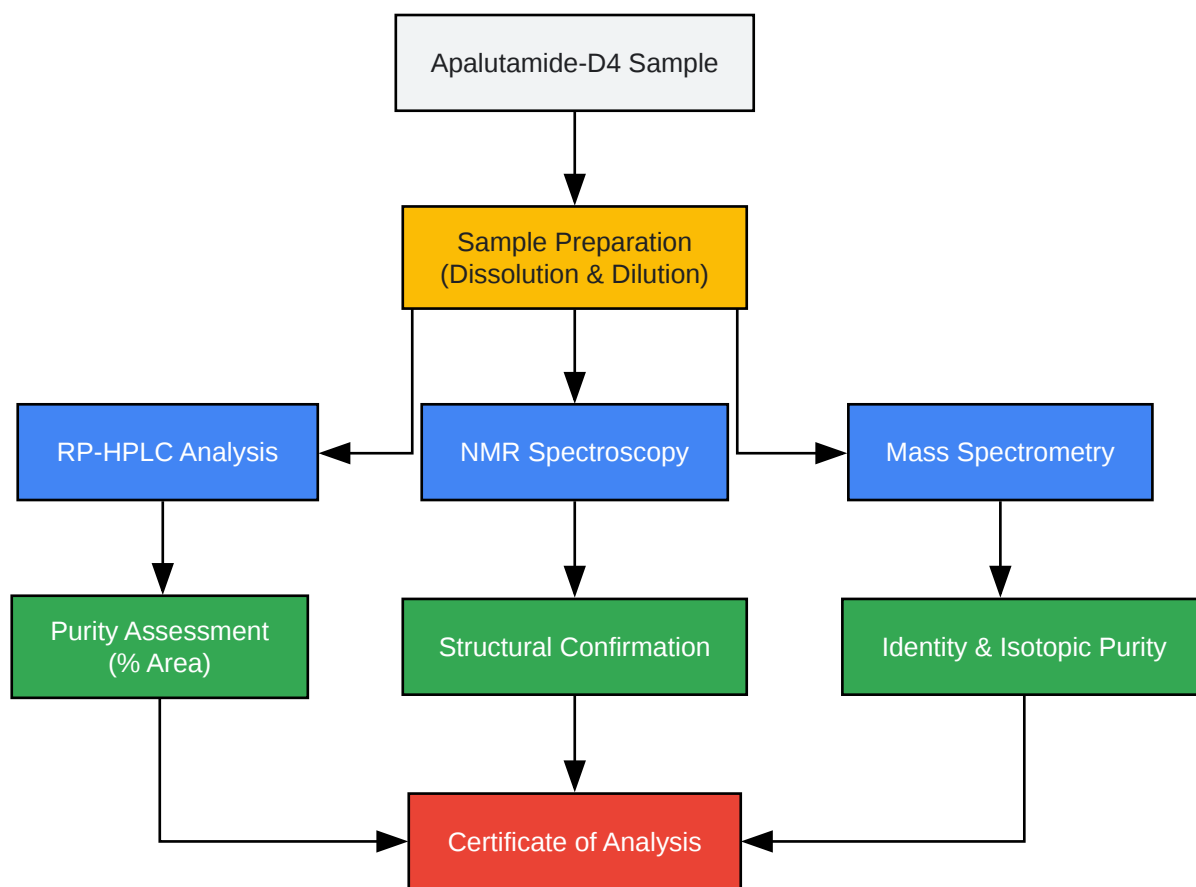 Apalutamide-D4 Sample
Sample Preparation
(Dissolution & Dilution)
RP-HPLC Analysis
NMR Spectroscopy
Mass Spectrometry
Purity Assessment
(% Area)
Structural Confirmation
Identity & Isotopic Purity
Certificate of Analysis